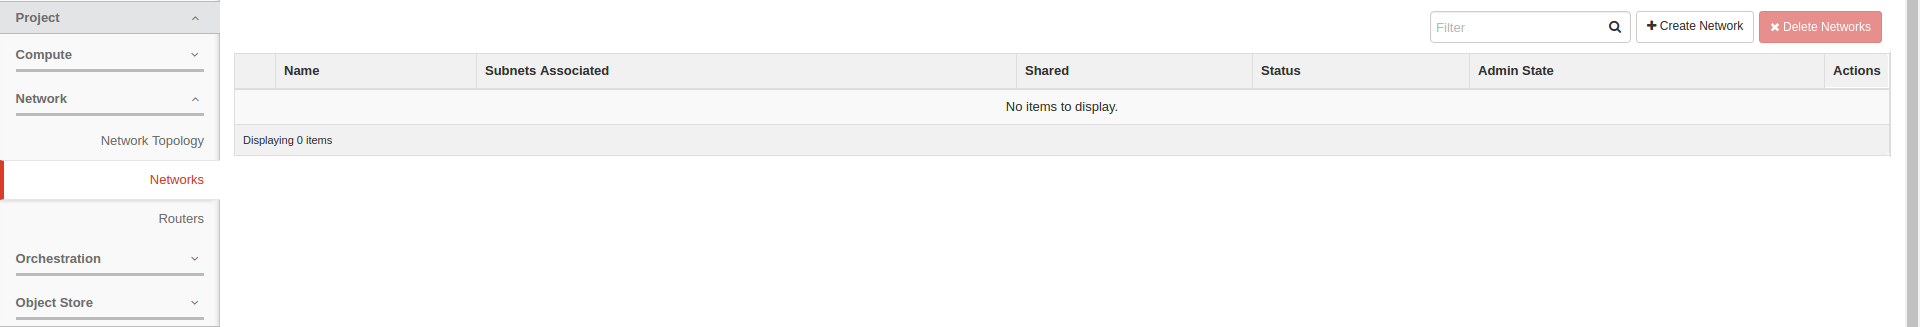 Project
Compute
Network
Network Topology
Networks
Routers
Orchestration
Object Store
Filter
Create Network
Delete Networks
Name Subnets Associated Shared Status Admin State Actions
No items to display.
Displaying 0 items